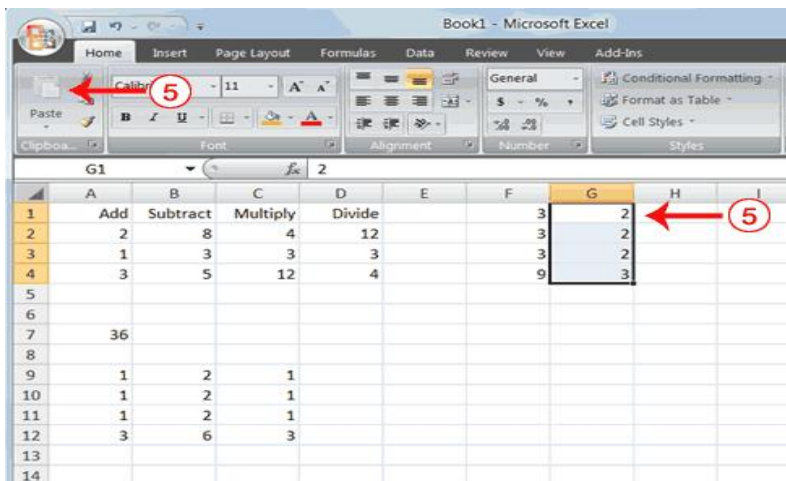 Book1 - Microsoft Excel
Home Insert Page Layout Formulas Data Review View Add-Ins
Paste 5 11 A A General Conditional Formatting
$ % , Format as Table
B I U A Cell Styles
Font Alignment Number Styles
G1 fx 2
A B C D E F G H I
1 Add Subtract Multiply Divide 3 2 5
2 2 8 4 12 3 2
3 1 3 3 3 3 2
4 3 5 12 4 9 3
5
6
7 36
8
9 1 2 1
10 1 2 1
11 1 2 1
12 3 6 3
13
14